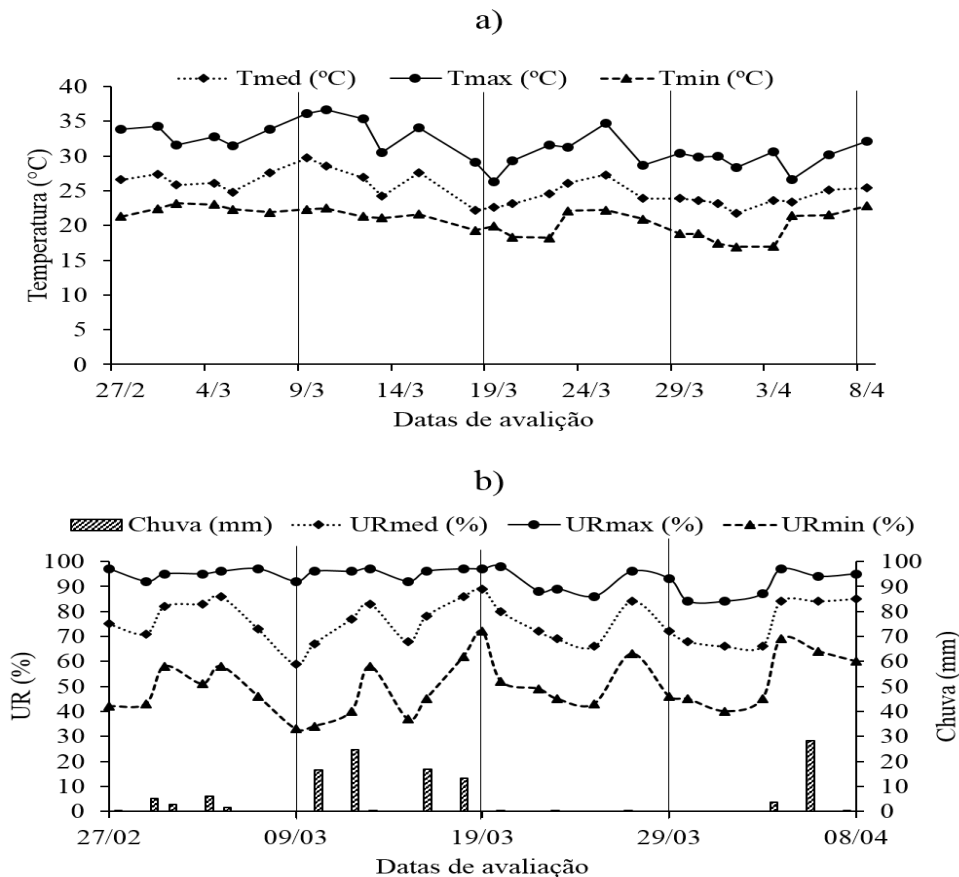 a)
Tmed (ºC) Tmax (ºC) Tmin (ºC)
40
35
30
25
20
15
10
5
0
Temperatura (°C)
27/2 4/3 9/3 14/3 19/3 24/3 29/3 3/4 8/4
Datas de avalição
b)
Chuva (mm) URmed (%) URmax (%) URmin (%)
100 100
90 90
80 80
70 70
60 60
50 50
40 40
30 30
20 20
10 10
0 0
UR (%)
Chuva (mm)
27/02 09/03 19/03 29/03 08/04
Datas de avaliação